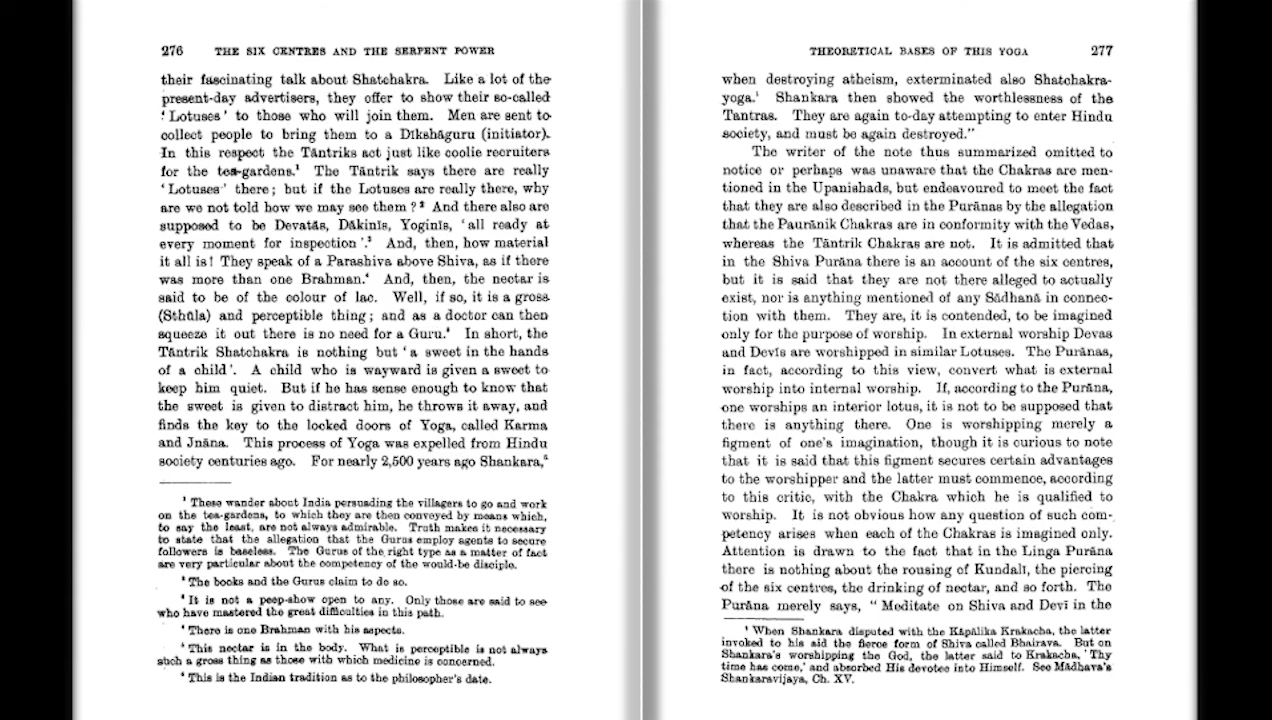 276 THE SIX CENTRES AND THE SERPENT POWER
their fascinating talk about Shatchakra. Like a lot of the
present-day advertisers, they offer to show their so-called
‘Lotuses’ to those who will join them. Men are sent to
collect people to bring them to a Dīkshāguru (initiator).
In this respect the Tāntriks act just like coolie recruiters
for the tea-gardens.¹ The Tāntrik says there are really
‘Lotuses’ there; but if the Lotuses are really there, why
are we not told how we may see them?² And there also are
supposed to be Devatās, Dākinīs, Yoginīs, ‘all ready at
every moment for inspection’.³ And, then, how material
it all is! They speak of a Parashiva above Shiva, as if there
was more than one Brahman.⁴ And, then, the nectar is
said to be of the colour of lac. Well, if so, it is a gross
(Sthūla) and perceptible thing; and as a doctor can then
squeeze it out there is no need for a Guru.⁵ In short, the
Tāntrik Shatchakra is nothing but ‘a sweet in the hands
of a child’. A child who is wayward is given a sweet to
keep him quiet. But if he has sense enough to know that
the sweet is given to distract him, he throws it away, and
finds the key to the locked doors of Yoga, called Karma
and Jnāna. This process of Yoga was expelled from Hindu
society centuries ago. For nearly 2,500 years ago Shankara,⁶
¹ These wander about India persuading the villagers to go and work
on the tea-gardens, to which they are then conveyed by means which,
to say the least, are not always admirable. Truth makes it necessary
to state that the allegation that the Gurus employ agents to secure
followers is baseless. The Gurus of the right type as a matter of fact
are very particular about the competency of the would-be disciple.
² The books and the Gurus claim to do so.
³ It is not a peep-show open to any. Only those are said to see
who have mastered the great difficulties in this path.
⁴ There is one Brahman with his aspects.
⁵ This nectar is in the body. What is perceptible is not always
such a gross thing as those with which medicine is concerned.
⁶ This is the Indian tradition as to the philosopher's date.
THEORETICAL BASES OF THIS YOGA 277
when destroying atheism, exterminated also Shatchakra-
yoga.¹ Shankara then showed the worthlessness of the
Tantras. They are again to-day attempting to enter Hindu
society, and must be again destroyed.”
The writer of the note thus summarized omitted to
notice or perhaps was unaware that the Chakras are men-
tioned in the Upanishads, but endeavoured to meet the fact
that they are also described in the Purānas by the allegation
that the Paurānik Chakras are in conformity with the Vedas,
whereas the Tāntrik Chakras are not. It is admitted that
in the Shiva Purāna there is an account of the six centres,
but it is said that they are not there alleged to actually
exist, nor is anything mentioned of any Sādhanā in connec-
tion with them. They are, it is contended, to be imagined
only for the purpose of worship. In external worship Devas
and Devīs are worshipped in similar Lotuses. The Purānas,
in fact, according to this view, convert what is external
worship into internal worship. If, according to the Purāna,
one worships an interior lotus, it is not to be supposed that
there is anything there. One is worshipping merely a
figment of one's imagination, though it is curious to note
that it is said that this figment secures certain advantages
to the worshipper and the latter must commence, according
to this critic, with the Chakra which he is qualified to
worship. It is not obvious how any question of such com-
petency arises when each of the Chakras is imagined only.
Attention is drawn to the fact that in the Linga Purāna
there is nothing about the rousing of Kundalī, the piercing
of the six centres, the drinking of nectar, and so forth. The
Purāna merely says, “Meditate on Shiva and Devī in the
¹ When Shankara disputed with the Kāpālika Krakacha, the latter
invoked to his aid the fierce form of Shiva called Bhairava. But on
Shankara's worshipping the God, the latter said to Krakacha, ‘Thy
time has come,’ and absorbed His devotee into Himself. See Mādhava's
Shankaravijaya, Ch. XV.